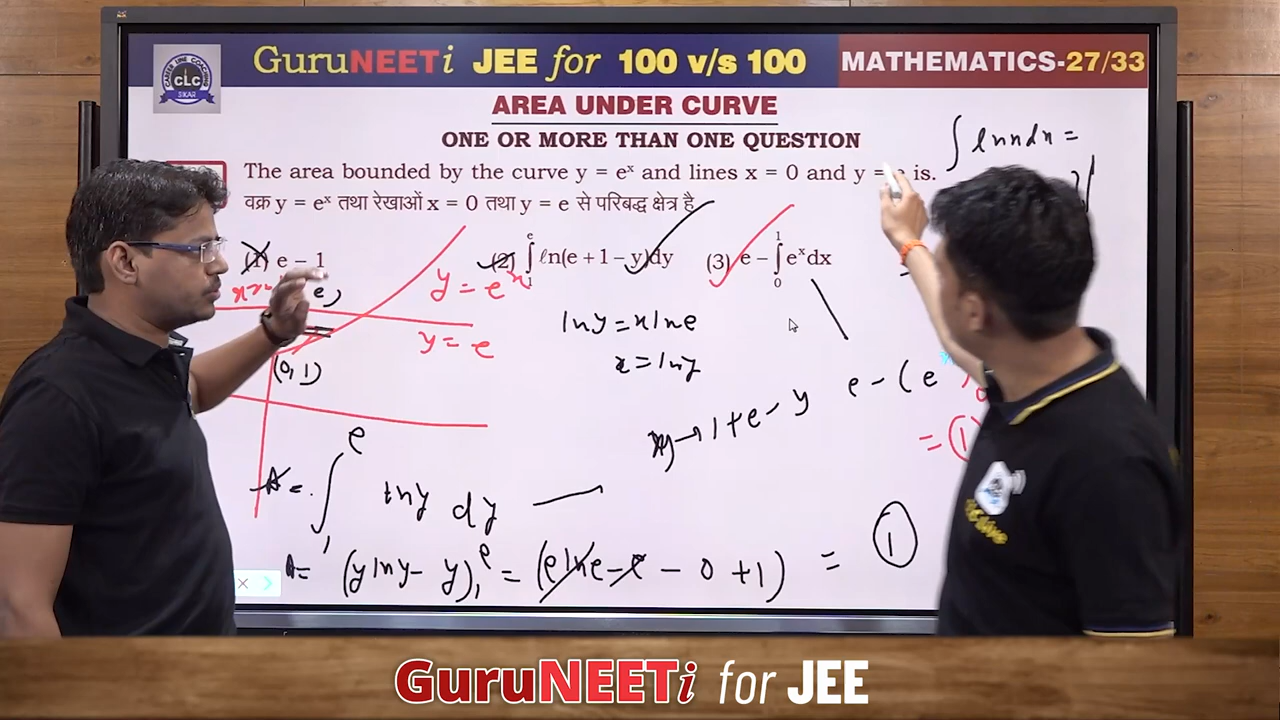 GuruNEETi JEE for 100 v/s 100
MATHEMATICS-27/33
CLC
SIKAR
AREA UNDER CURVE
ONE OR MORE THAN ONE QUESTION
The area bounded by the curve y = eˣ and lines x = 0 and y = is.
वक्र y = eˣ तथा रेखाओं x = 0 तथा y = e से परिबद्ध क्षेत्र है
(1) e – 1
(2) ∫₁ᵉ ℓn(e + 1 – y)dy
(3) e – ∫₀¹ eˣdx
∫ ln x dx =
y = eˣ
y = e
(0, 1)
ln y = x ln e
x = ln y
y → 1 + e – y
e – (e
= 1
A = ∫₁ᵉ ln y dy
A = (y ln y – y)₁ᵉ = (e ln e – e – 0 + 1) = 1
GuruNEETi for JEE